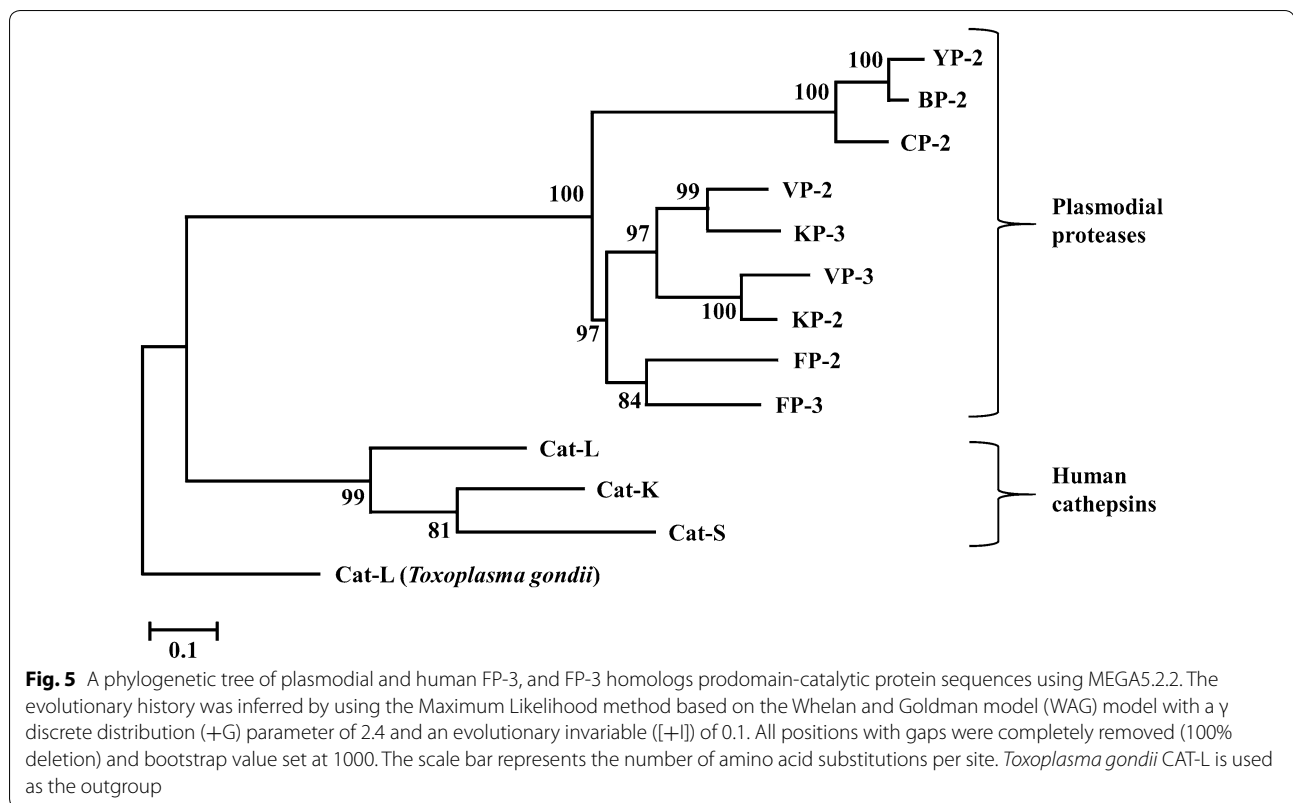 100
YP-2
100
BP-2
CP-2
100
99
VP-2
97
KP-3
VP-3
100
KP-2
97
FP-2
84
FP-3
Plasmodial
proteases
Cat-L
99
Cat-K
81
Cat-S
Human
cathepsins
Cat-L (Toxoplasma gondii)
0.1
Fig. 5 A phylogenetic tree of plasmodial and human FP-3, and FP-3 homologs prodomain-catalytic protein sequences using MEGA5.2.2. The
evolutionary history was inferred by using the Maximum Likelihood method based on the Whelan and Goldman model (WAG) model with a γ
discrete distribution (+G) parameter of 2.4 and an evolutionary invariable ([+I]) of 0.1. All positions with gaps were completely removed (100%
deletion) and bootstrap value set at 1000. The scale bar represents the number of amino acid substitutions per site. Toxoplasma gondii CAT-L is used
as the outgroup